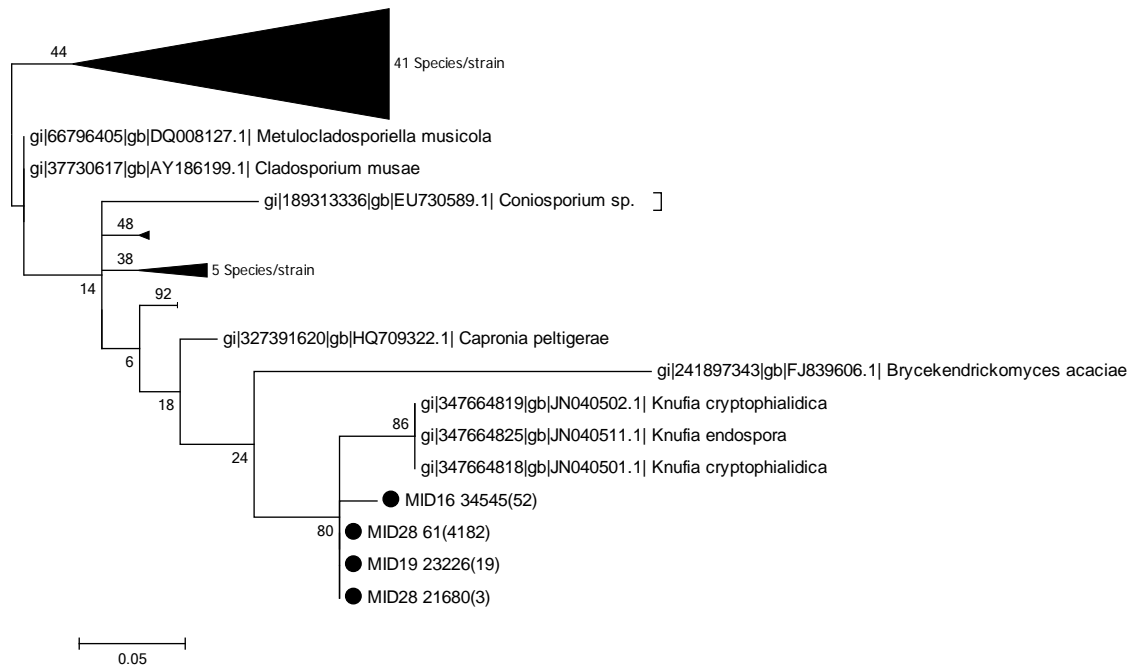 44
41 Species/strain
gi|66796405|gb|DQ008127.1| Metulocladosporiella musicola
gi|37730617|gb|AY186199.1| Cladosporium musae
gi|189313336|gb|EU730589.1| Coniosporium sp.
48
38
5 Species/strain
14
92
gi|327391620|gb|HQ709322.1| Capronia peltigerae
6
gi|241897343|gb|FJ839606.1| Brycekendrickomyces acaciae
18
gi|347664819|gb|JN040502.1| Knufia cryptophialidica
86
gi|347664825|gb|JN040511.1| Knufia endospora
24
gi|347664818|gb|JN040501.1| Knufia cryptophialidica
MID16 34545(52)
80
MID28 61(4182)
MID19 23226(19)
MID28 21680(3)
0.05